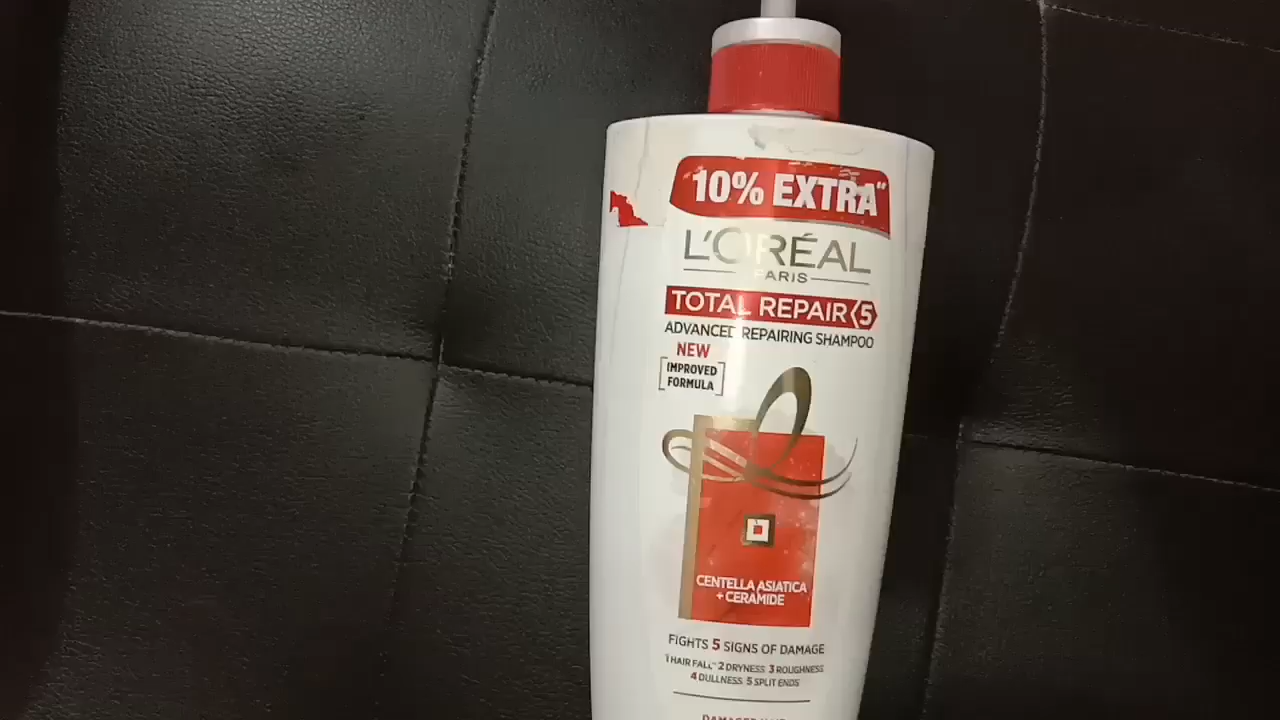 10% EXTRA
L'ORÉAL
PARIS
TOTAL REPAIR 5
ADVANCED REPAIRING SHAMPOO
NEW
IMPROVED
FORMULA
CENTELLA ASIATICA
+ CERAMIDE
FIGHTS 5 SIGNS OF DAMAGE
1 HAIR FALL~ 2 DRYNESS 3 ROUGHNESS
4 DULLNESS 5 SPLIT ENDS